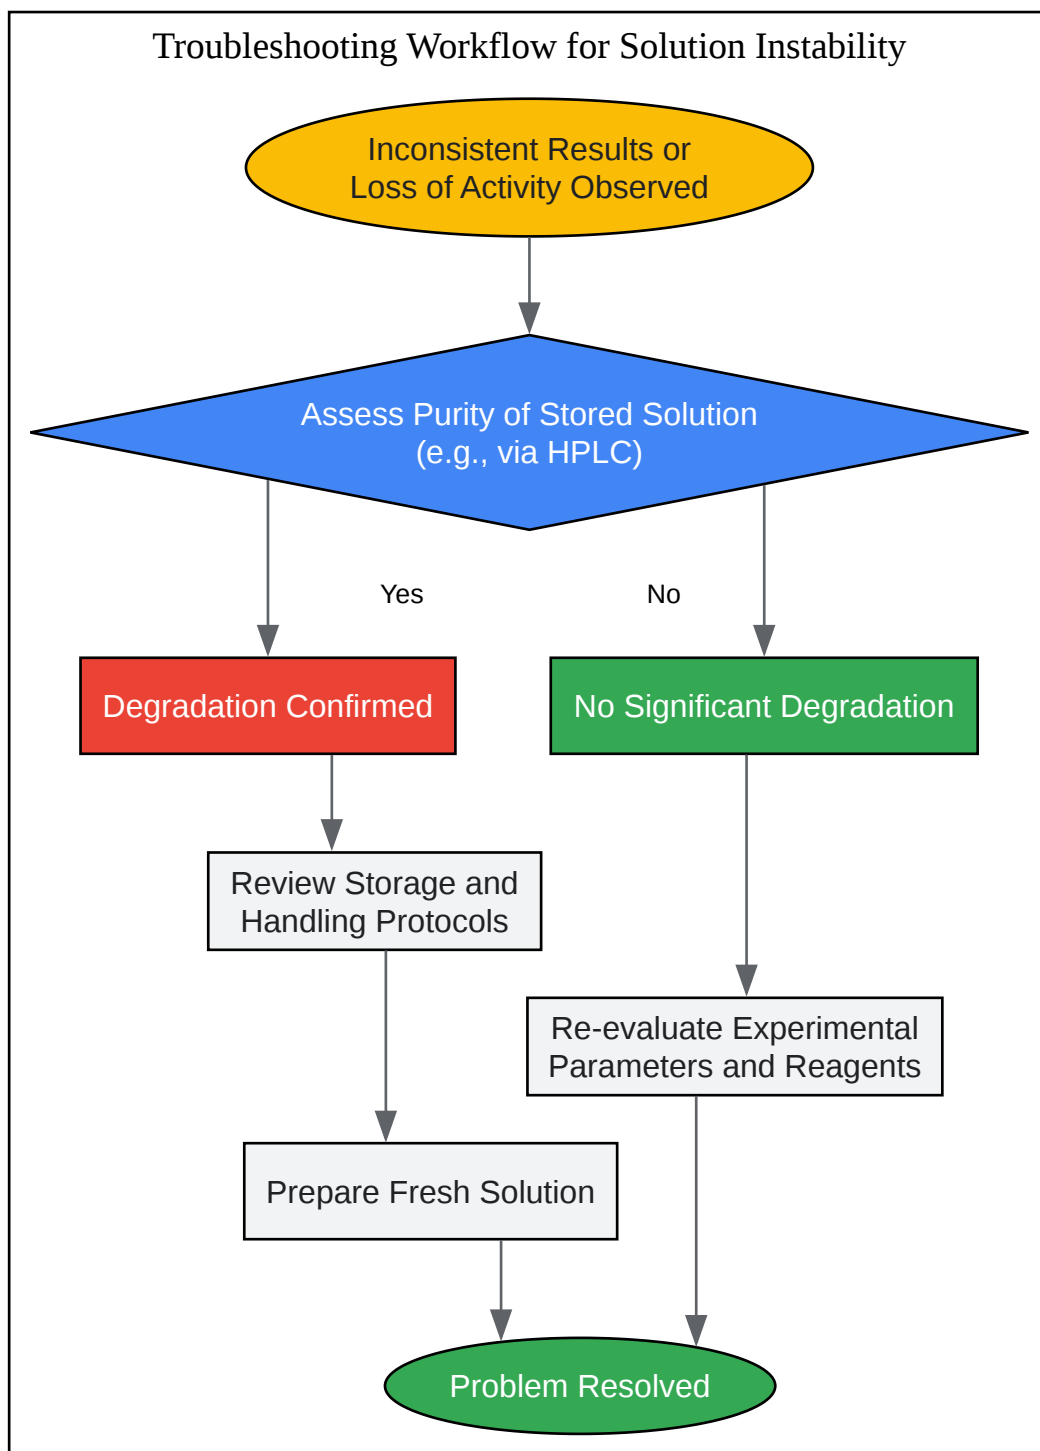 Troubleshooting Workflow for Solution Instability
Inconsistent Results or
Loss of Activity Observed
Assess Purity of Stored Solution
(e.g., via HPLC)
Yes
No
Degradation Confirmed
No Significant Degradation
Review Storage and
Handling Protocols
Re-evaluate Experimental
Parameters and Reagents
Prepare Fresh Solution
Problem Resolved